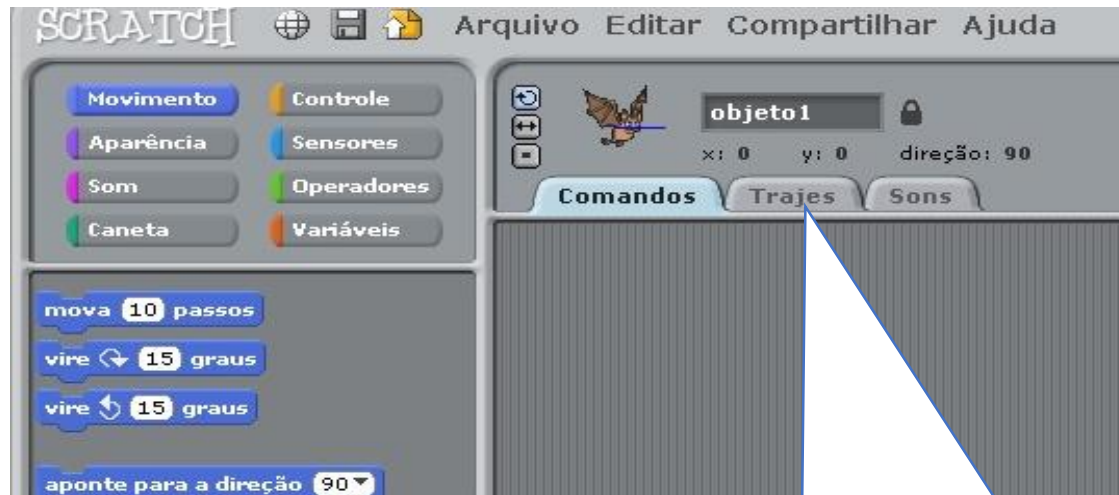 SCRATCH Arquivo Editar Compartilhar Ajuda
Movimento Controle
Aparência Sensores
Som Operadores
Caneta Variáveis
objeto1
x: 0 y: 0 direção: 90
Comandos Trajes Sons
mova 10 passos
vire 15 graus
vire 15 graus
aponte para a direção 90